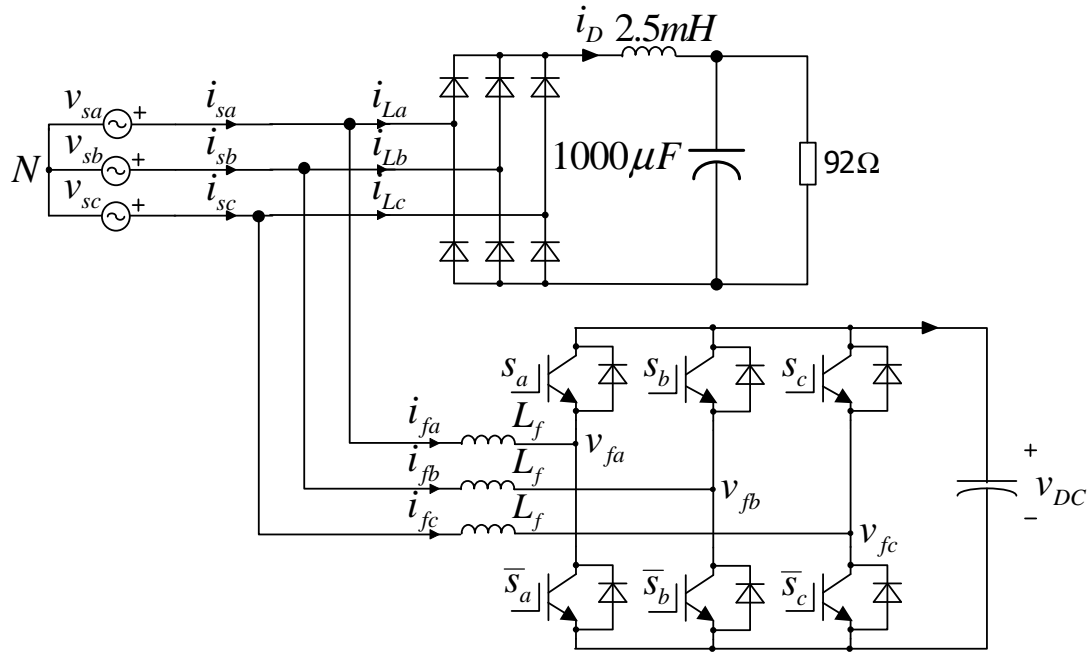 i_D 2.5mH
v_sa + i_sa i_La
v_sb + i_sb i_Lb
N
v_sc + i_sc i_Lc
1000μF
92Ω
s_a s_b s_c
i_fa L_f v_fa
i_fb L_f v_fb
i_fc L_f v_fc
+
v_DC
−
s̅_a s̅_b s̅_c